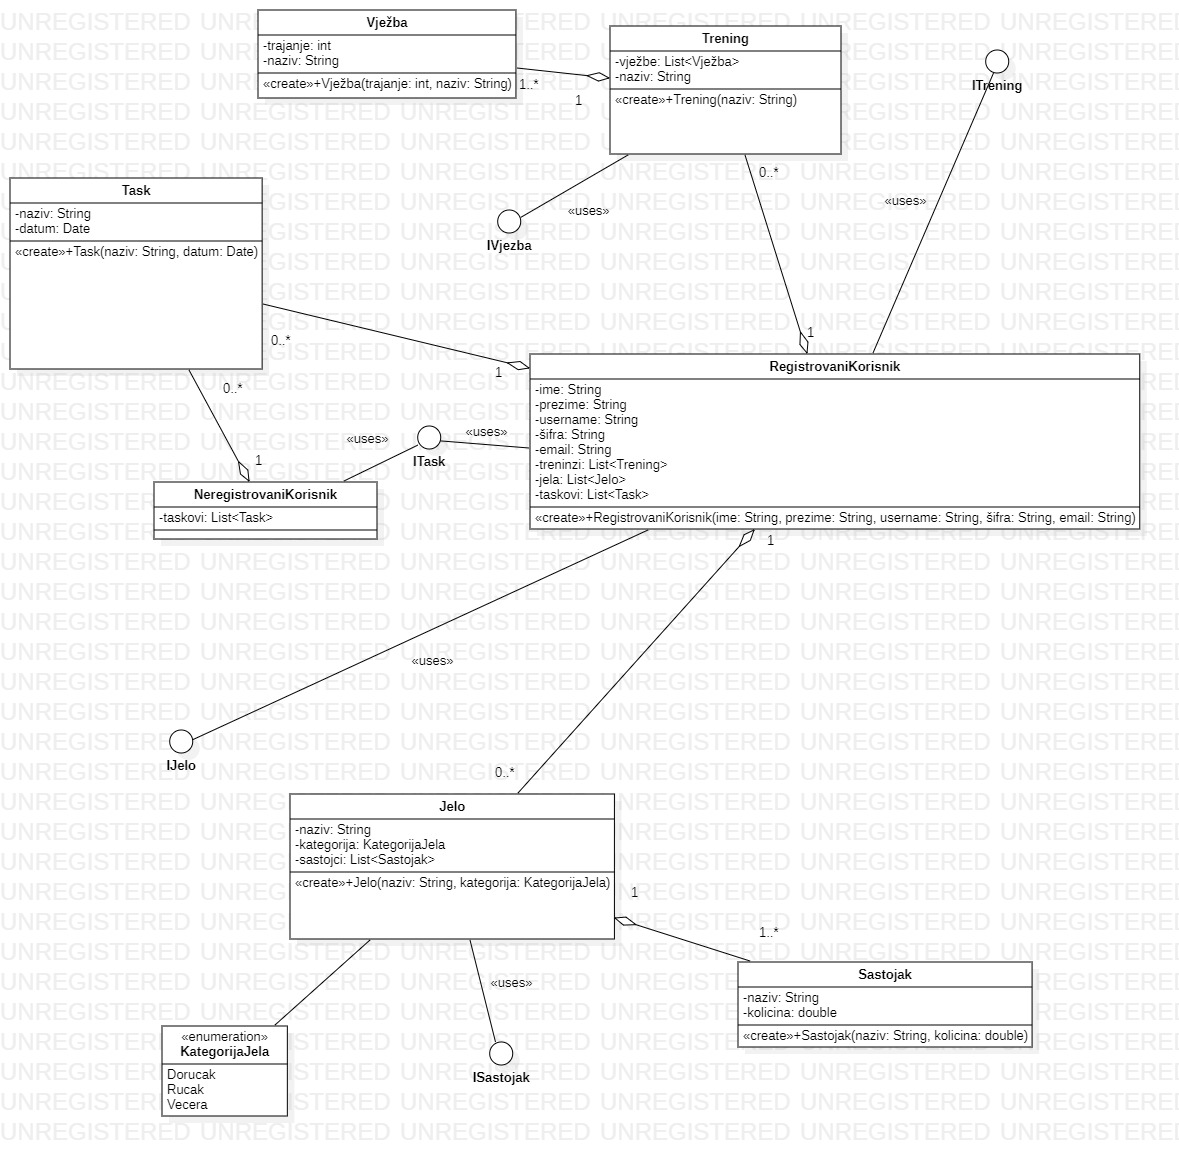 Vježba
-trajanje: int
-naziv: String
«create»+Vježba(trajanje: int, naziv: String)
1..*
1
Trening
-vježbe: List<Vježba>
-naziv: String
«create»+Trening(naziv: String)
ITrening
0..*
«uses»
«uses»
IVjezba
Task
-naziv: String
-datum: Date
«create»+Task(naziv: String, datum: Date)
0..*
1
1
0..*
1
«uses»
«uses»
ITask
NeregistrovaniKorisnik
-taskovi: List<Task>
RegistrovaniKorisnik
-ime: String
-prezime: String
-username: String
-šifra: String
-email: String
-treninzi: List<Trening>
-jela: List<Jelo>
-taskovi: List<Task>
«create»+RegistrovaniKorisnik(ime: String, prezime: String, username: String, šifra: String, email: String)
1
«uses»
IJelo
0..*
Jelo
-naziv: String
-kategorija: KategorijaJela
-sastojci: List<Sastojak>
«create»+Jelo(naziv: String, kategorija: KategorijaJela)
1
1..*
«uses»
Sastojak
-naziv: String
-kolicina: double
«create»+Sastojak(naziv: String, kolicina: double)
«enumeration»
KategorijaJela
Dorucak
Rucak
Vecera
ISastojak
UNREGISTERED